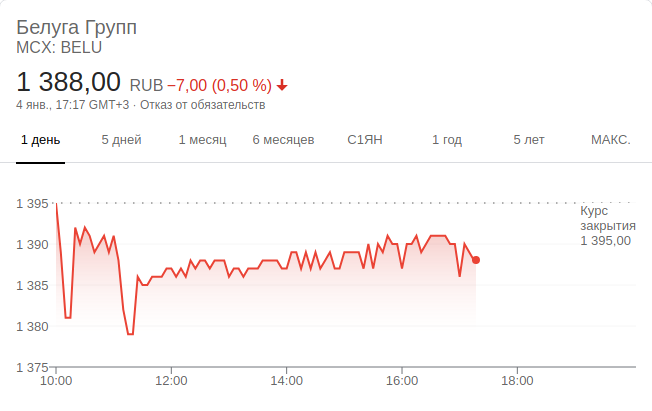 Белуга Групп
MCX: BELU
1 388,00 RUB −7,00 (0,50 %)
4 янв., 17:17 GMT+3 · Отказ от обязательств
1 день 5 дней 1 месяц 6 месяцев С1ЯН 1 год 5 лет МАКС.
1 395
Курс
закрытия
1 395,00
1 390
1 385
1 380
1 375
10:00 12:00 14:00 16:00 18:00